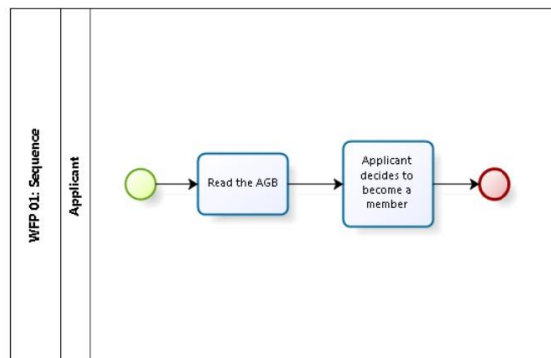 WFP 01: Sequence
Applicant
Read the AGB
Applicant
decides to
become a
member